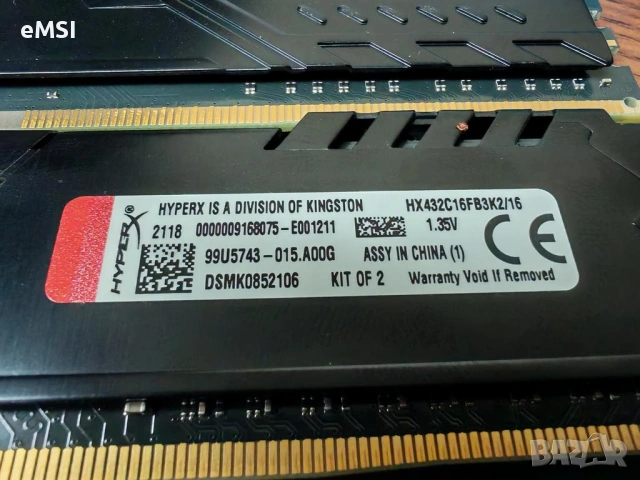 eMSI
HYPERX
HYPERX IS A DIVISION OF KINGSTON HX432C16FB3K2/16
2118 0000009168075-E001211 1.35V
99U5743-015.A00G ASSY IN CHINA (1)
DSMK0852106 KIT OF 2 Warranty Void If Removed
CE
BAZAR